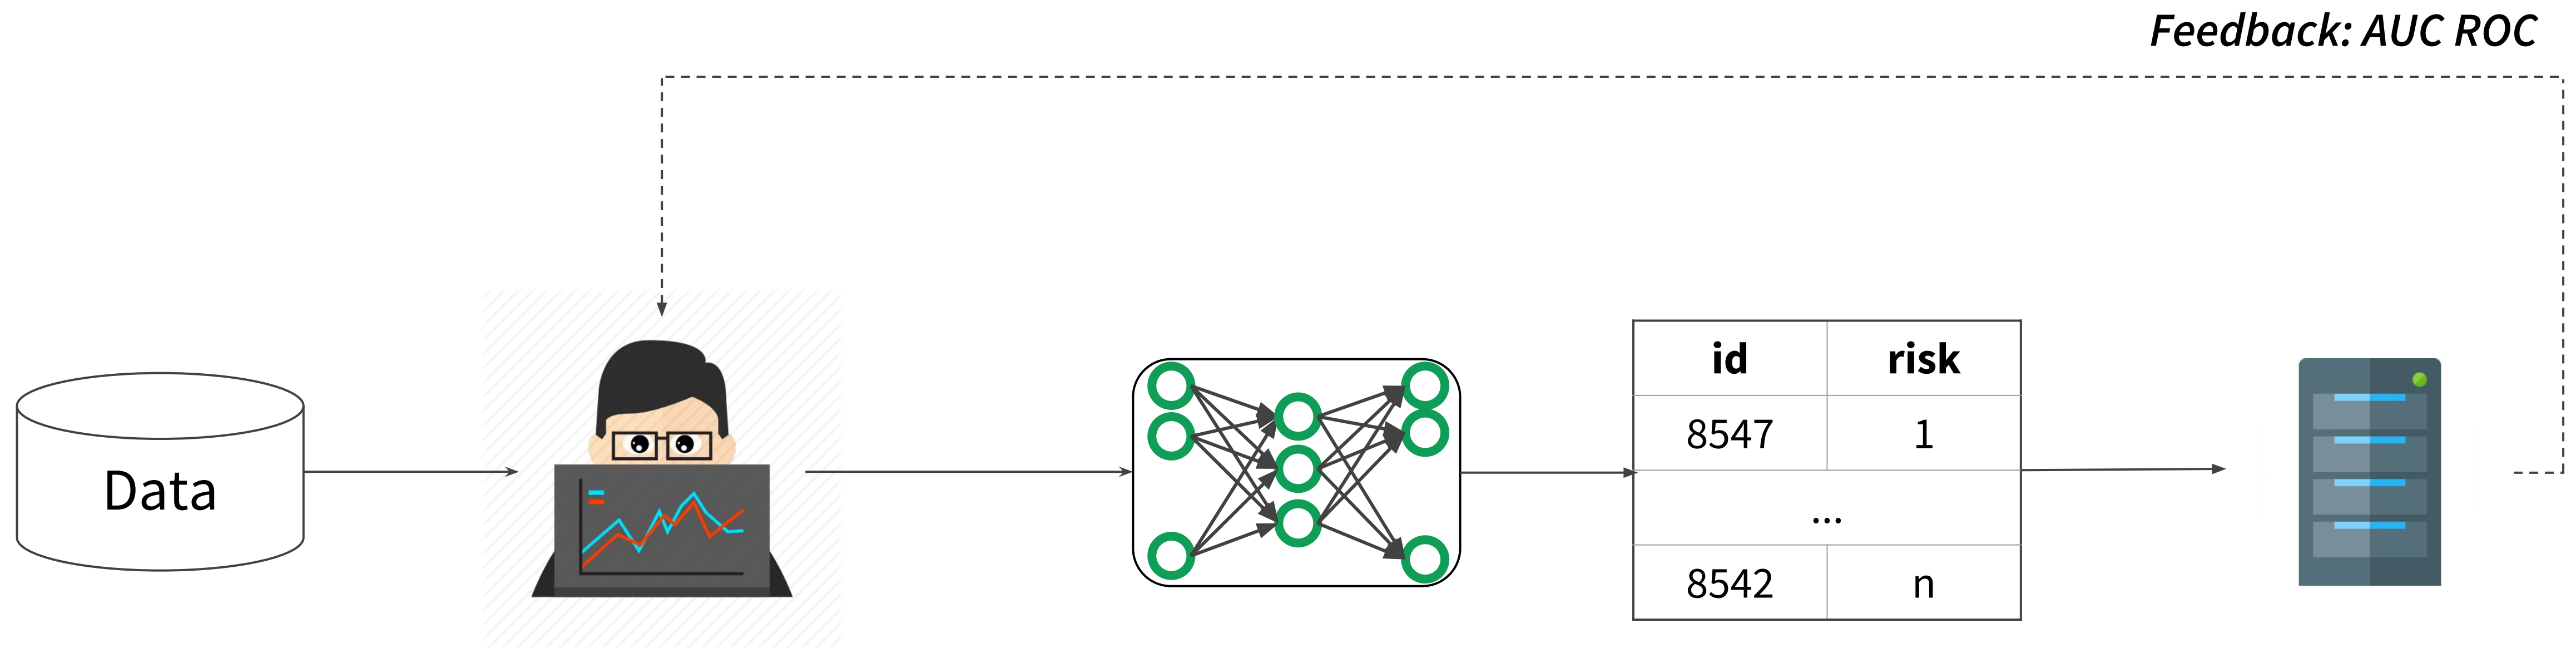 Feedback: AUC ROC
Data
id risk
8547 1
...
8542 n